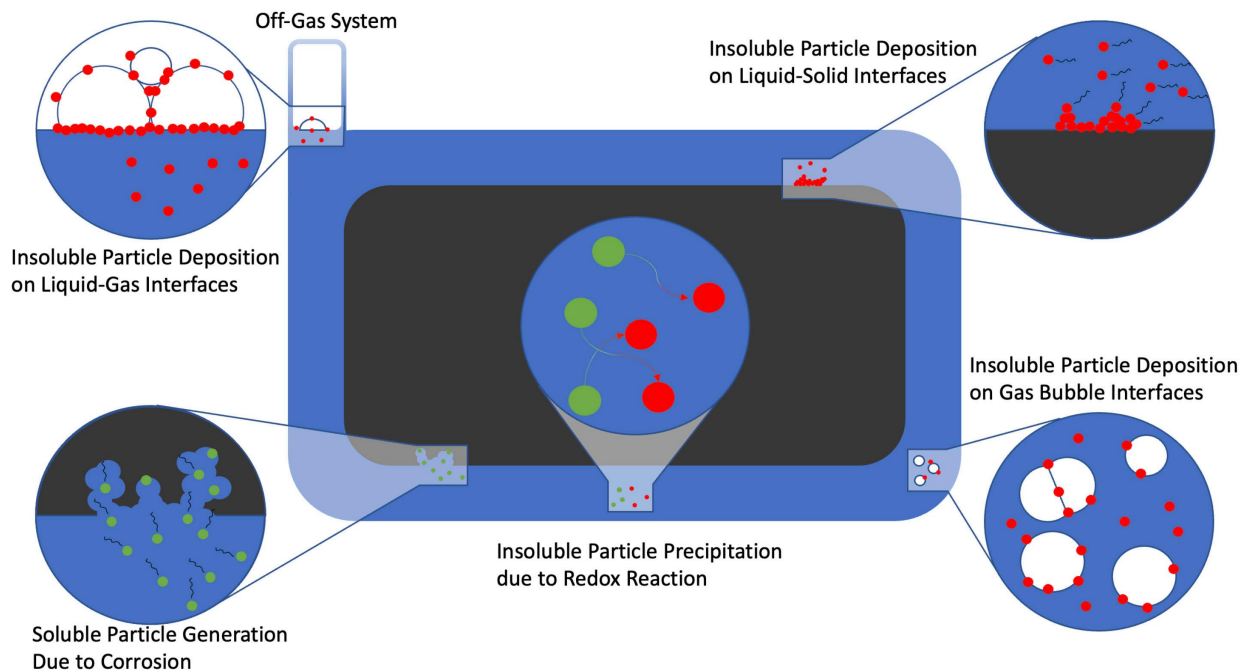 Off-Gas System
Insoluble Particle Deposition
on Liquid-Solid Interfaces
Insoluble Particle Deposition
on Liquid-Gas Interfaces
Insoluble Particle Deposition
on Gas Bubble Interfaces
Insoluble Particle Precipitation
due to Redox Reaction
Soluble Particle Generation
Due to Corrosion